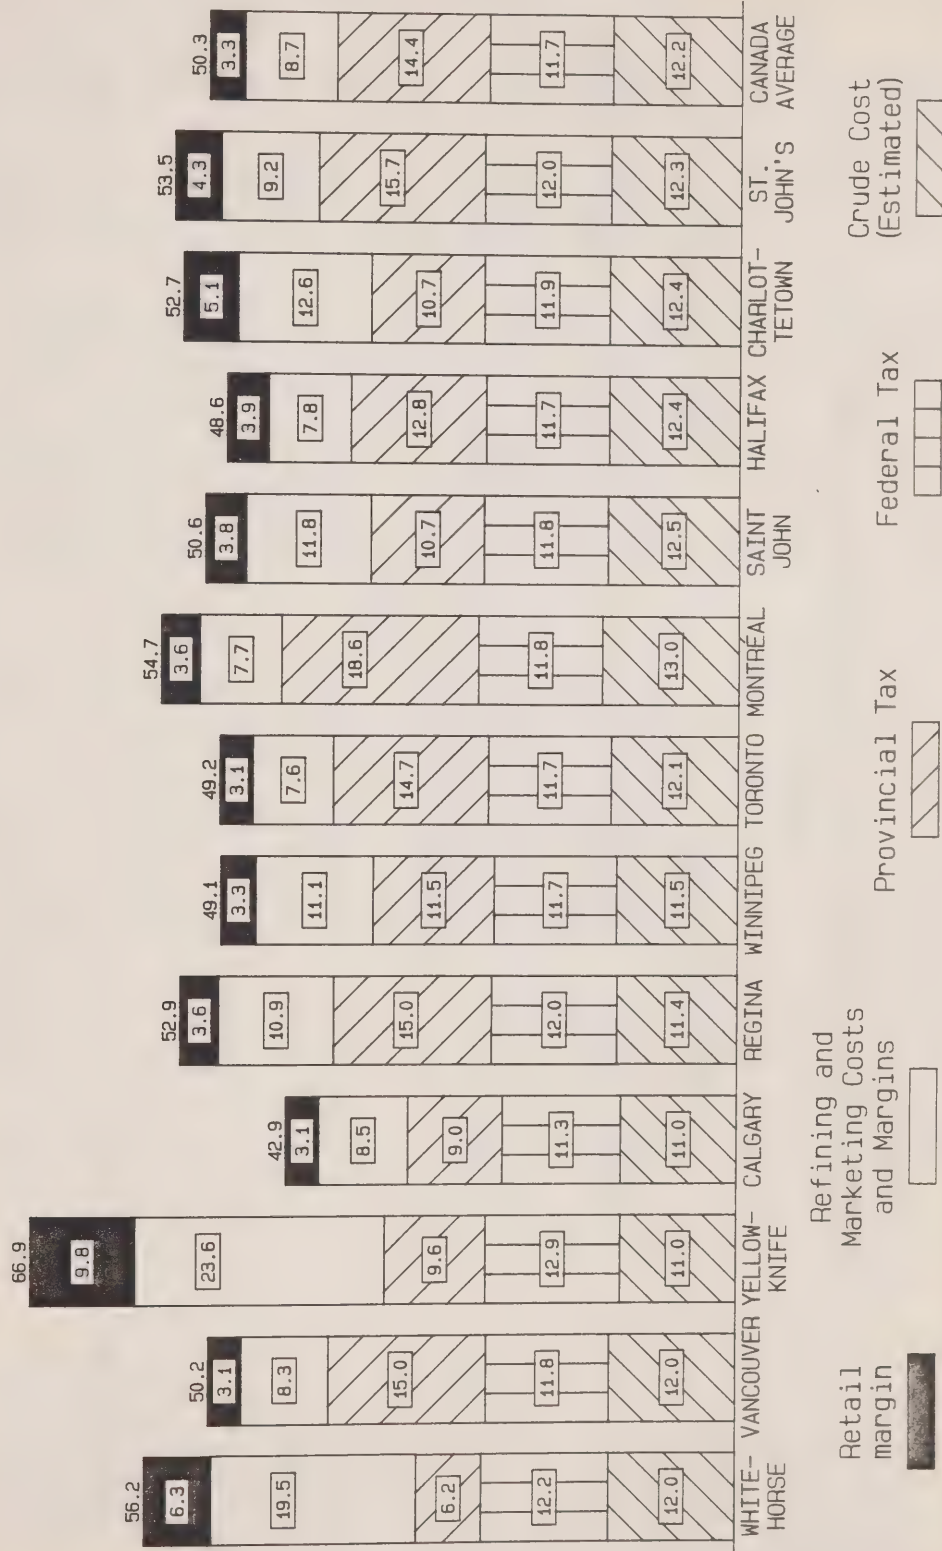 56.2
6.3
19.5
6.2
12.2
12.0
WHITE-
HORSE
50.2
3.1
8.3
15.0
11.8
12.0
VANCOUVER
66.9
9.8
23.6
9.6
12.9
11.0
YELLOW-
KNIFE
42.9
3.1
8.5
9.0
11.3
11.0
CALGARY
52.9
3.6
10.9
15.0
12.0
11.4
REGINA
49.1
3.3
11.1
11.5
11.7
11.5
WINNIPEG
49.2
3.1
7.6
14.7
11.7
12.1
TORONTO
54.7
3.6
7.7
18.6
11.8
13.0
MONTRÉAL
50.6
3.8
11.8
10.7
11.8
12.5
SAINT
JOHN
48.6
3.9
7.8
12.8
11.7
12.4
HALIFAX
52.7
5.1
12.6
10.7
11.9
12.4
CHARLOT-
TETOWN
53.5
4.3
9.2
15.7
12.0
12.3
ST.
JOHN'S
50.3
3.3
8.7
14.4
11.7
12.2
CANADA
AVERAGE
Retail
margin
Refining and
Marketing Costs
and Margins
Provincial Tax
Federal Tax
Crude Cost
(Estimated)